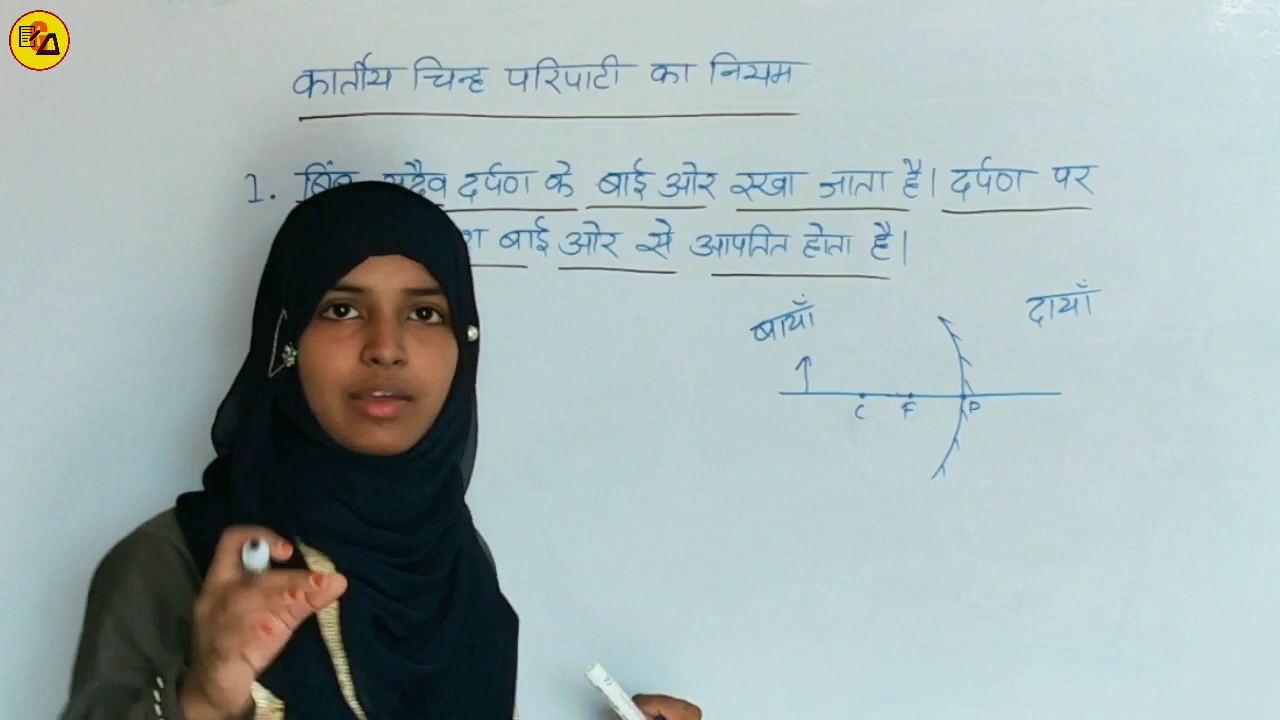 कार्तीय चिन्ह परिपाटी का नियम
1. बिंब सदैव दर्पण के बाईं ओर रखा जाता है। दर्पण पर
बाईं ओर से आपतित होता है।
बायाँ
दायाँ
C F P